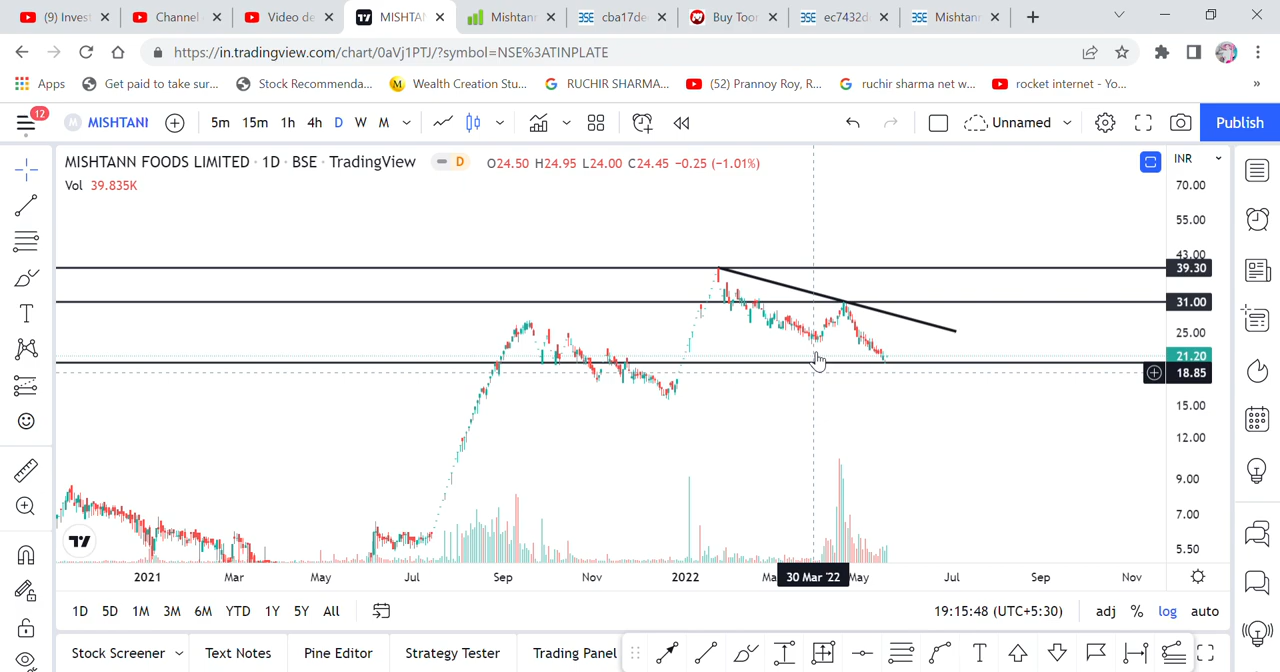 (9) Invest
Channel
Video de
MISHTAN
Mishtann
cba17de
Buy Toor
ec7432d
Mishtann
https://in.tradingview.com/chart/0aVj1PTJ/?symbol=NSE%3ATINPLATE
Apps
Get paid to take sur...
Stock Recommenda...
Wealth Creation Stu...
RUCHIR SHARMA...
(52) Prannoy Roy, R...
ruchir sharma net w...
rocket internet - Yo...
»
12
M
MISHTANI
5m 15m 1h 4h D W M
Unnamed
Publish
MISHTANN FOODS LIMITED · 1D · BSE · TradingView
D
O24.50 H24.95 L24.00 C24.45 −0.25 (−1.01%)
INR
Vol 39.835K
70.00
55.00
43.00
39.30
31.00
25.00
21.20
18.85
15.00
12.00
9.00
7.00
5.50
2021 Mar May Jul Sep Nov 2022 Ma 30 Mar '22 May Jul Sep Nov
1D 5D 1M 3M 6M YTD 1Y 5Y All
19:15:48 (UTC+5:30)
adj % log auto
Stock Screener
Text Notes
Pine Editor
Strategy Tester
Trading Panel